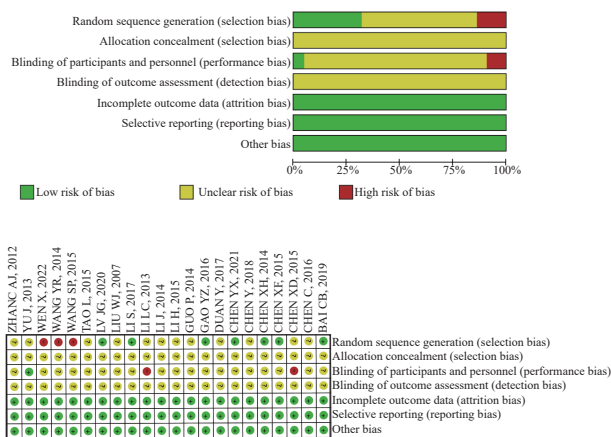 Random sequence generation (selection bias)
Allocation concealment (selection bias)
Blinding of participants and personnel (performance bias)
Blinding of outcome assessment (detection bias)
Incomplete outcome data (attrition bias)
Selective reporting (reporting bias)
Other bias
0% 25% 50% 75% 100%
Low risk of bias Unclear risk of bias High risk of bias
ZHANC AJ, 2012
YU J, 2013
WEN X, 2022
WANG YR, 2014
WANG SP, 2015
TAO L, 2015
LV JG, 2020
LIU WJ, 2007
LI S, 2017
LI LC, 2013
LI J, 2014
LI H, 2015
GUO P, 2014
GAO YZ, 2016
DUAN Y, 2017
CHEN YX, 2021
CHEN Y, 2018
CHEN XH, 2014
CHEN XF, 2015
CHEN XD, 2015
CHEN C, 2016
BAI CB, 2019
Random sequence generation (selection bias)
Allocation concealment (selection bias)
Blinding of participants and personnel (performance bias)
Blinding of outcome assessment (detection bias)
Incomplete outcome data (attrition bias)
Selective reporting (reporting bias)
Other bias